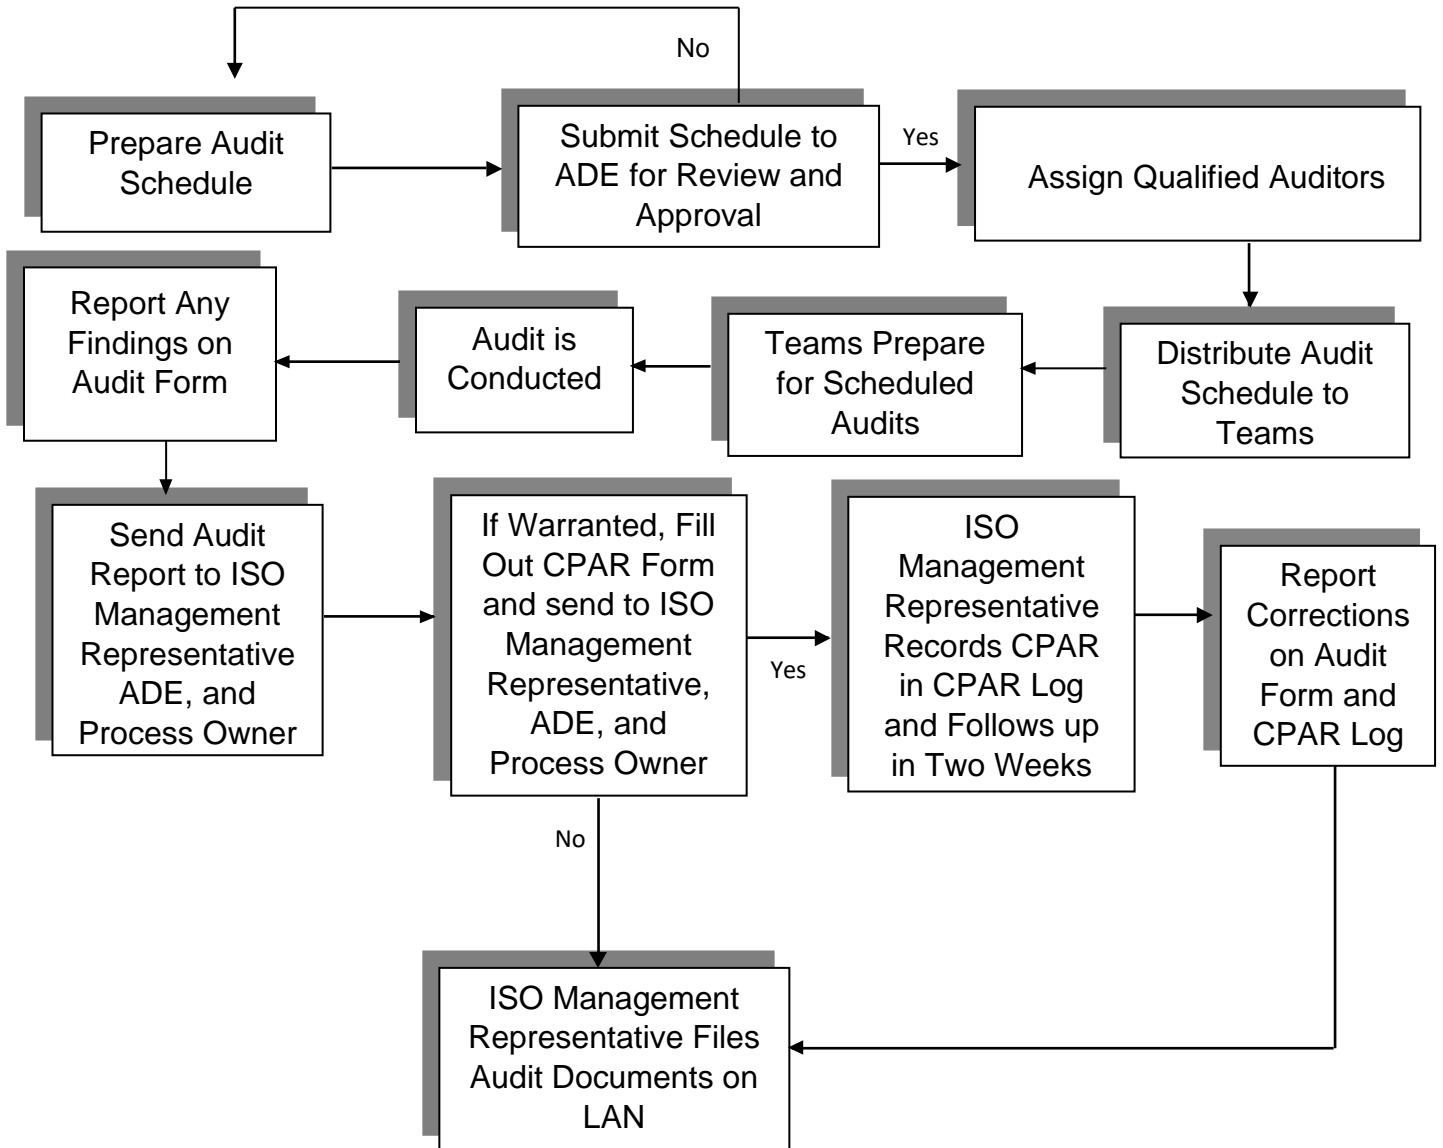 No
Prepare Audit
Schedule
Submit Schedule to
ADE for Review and
Approval
Yes
Assign Qualified Auditors
Report Any
Findings on
Audit Form
Audit is
Conducted
Teams Prepare
for Scheduled
Audits
Distribute Audit
Schedule to
Teams
Send Audit
Report to ISO
Management
Representative
ADE, and
Process Owner
If Warranted, Fill
Out CPAR Form
and send to ISO
Management
Representative,
ADE, and
Process Owner
Yes
ISO
Management
Representative
Records CPAR
in CPAR Log
and Follows up
in Two Weeks
Report
Corrections
on Audit
Form and
CPAR Log
No
ISO Management
Representative Files
Audit Documents on
LAN